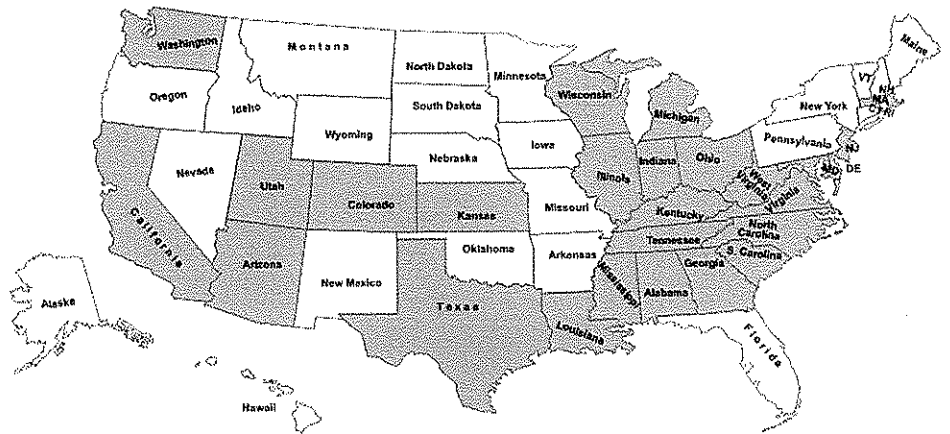 Washington
Montana
North Dakota
Minnesota
Maine
VT
NH
Oregon
Idaho
South Dakota
Wisconsin
Michigan
New York
MA
CT
RI
Wyoming
Iowa
Pennsylvania
NJ
Nebraska
Nevada
Utah
Colorado
Illinois
Indiana
Ohio
West
Virginia
Virginia
MD
DE
California
Kansas
Missouri
Kentucky
North
Carolina
Tennessee
S. Carolina
Arizona
New Mexico
Oklahoma
Arkansas
Mississippi
Alabama
Georgia
Alaska
Texas
Louisiana
Florida
Hawaii